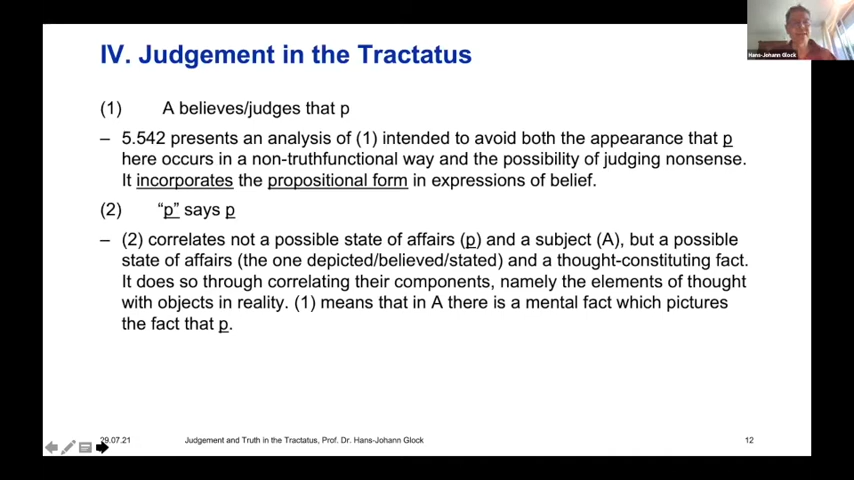 IV. Judgement in the Tractatus
Hans-Johann Glock
(1) A believes/judges that p
– 5.542 presents an analysis of (1) intended to avoid both the appearance that p
here occurs in a non-truthfunctional way and the possibility of judging nonsense.
It incorporates the propositional form in expressions of belief.
(2) “p” says p
– (2) correlates not a possible state of affairs (p) and a subject (A), but a possible
state of affairs (the one depicted/believed/stated) and a thought-constituting fact.
It does so through correlating their components, namely the elements of thought
with objects in reality. (1) means that in A there is a mental fact which pictures
the fact that p.
29.07.21 Judgement and Truth in the Tractatus, Prof. Dr. Hans-Johann Glock 12